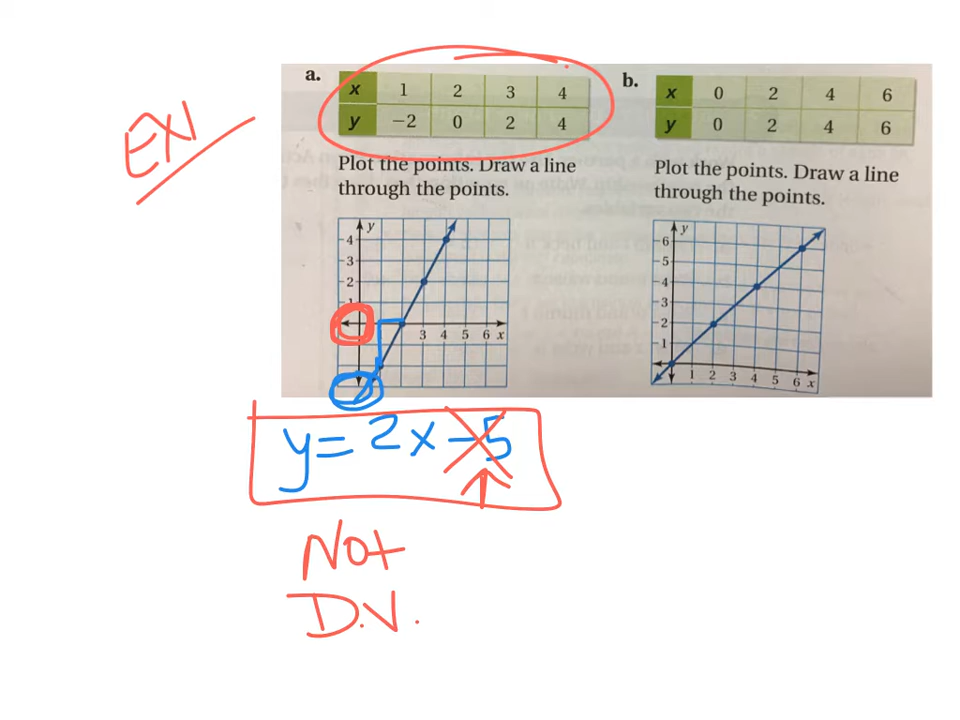 EX1
a.
x 1 2 3 4
y −2 0 2 4
Plot the points. Draw a line
through the points.
y
4
3
2
1
3 4 5 6 x
b.
x 0 2 4 6
y 0 2 4 6
Plot the points. Draw a line
through the points.
y
6
5
4
3
2
1
1 2 3 4 5 6 x
y = 2x − 5
Not
D.V.